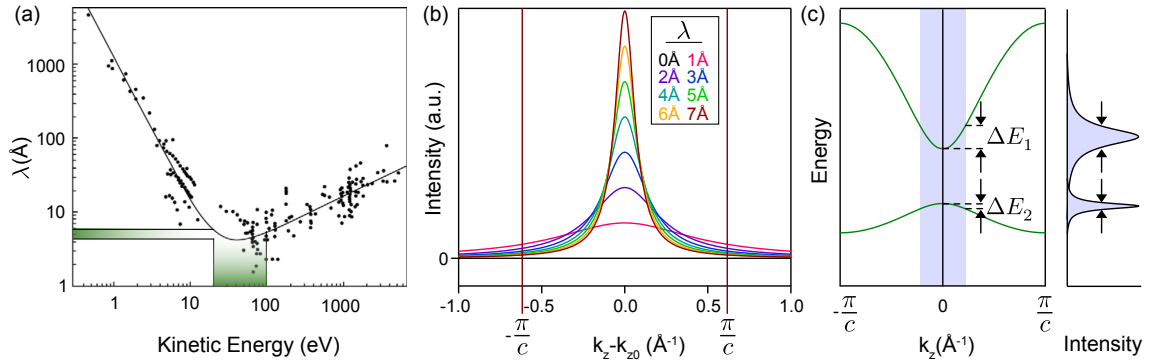 (a)
1000
100
10
1
λ(Å)
1
10
100
1000
Kinetic Energy (eV)
(b)
Intensity (a.u.)
0
λ
0Å 1Å
2Å 3Å
4Å 5Å
6Å 7Å
-1.0
-0.5
0.0
0.5
1.0
-π/c
π/c
kz-kz0 (Å-1)
(c)
Energy
ΔE1
ΔE2
-π/c
0
π/c
kz(Å-1)
Intensity